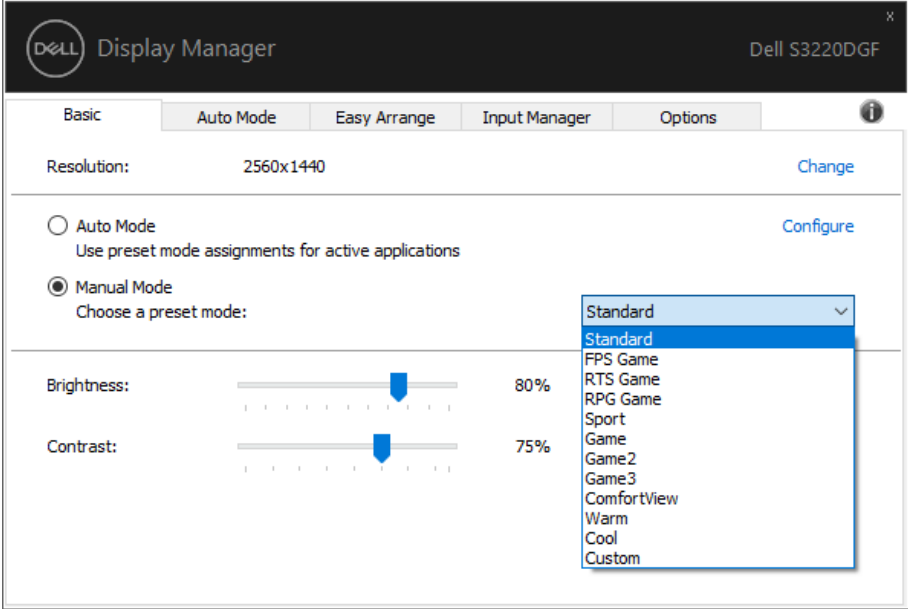 DELL Display Manager
Dell S3220DGF
x
Basic Auto Mode Easy Arrange Input Manager Options
i
Resolution: 2560x1440 Change
Auto Mode Configure
Use preset mode assignments for active applications
Manual Mode
Choose a preset mode: Standard
Standard
FPS Game
RTS Game
RPG Game
Sport
Game
Game2
Game3
ComfortView
Warm
Cool
Custom
Brightness: 80%
Contrast: 75%